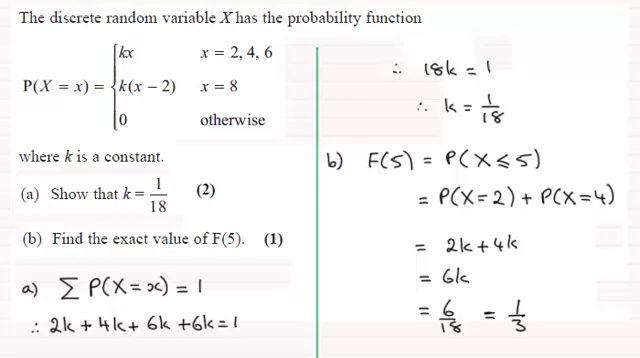 The discrete random variable X has the probability function
P(X = x) = { kx x = 2, 4, 6
k(x − 2) x = 8
0 otherwise
where k is a constant.
(a) Show that k = 1/18 (2)
(b) Find the exact value of F(5). (1)
a) ∑ P(X = x) = 1
∴ 2k + 4k + 6k + 6k = 1
∴ 18k = 1
∴ k = 1/18
b) F(5) = P(X ≤ 5)
= P(X = 2) + P(X = 4)
= 2k + 4k
= 6k
= 6/18 = 1/3